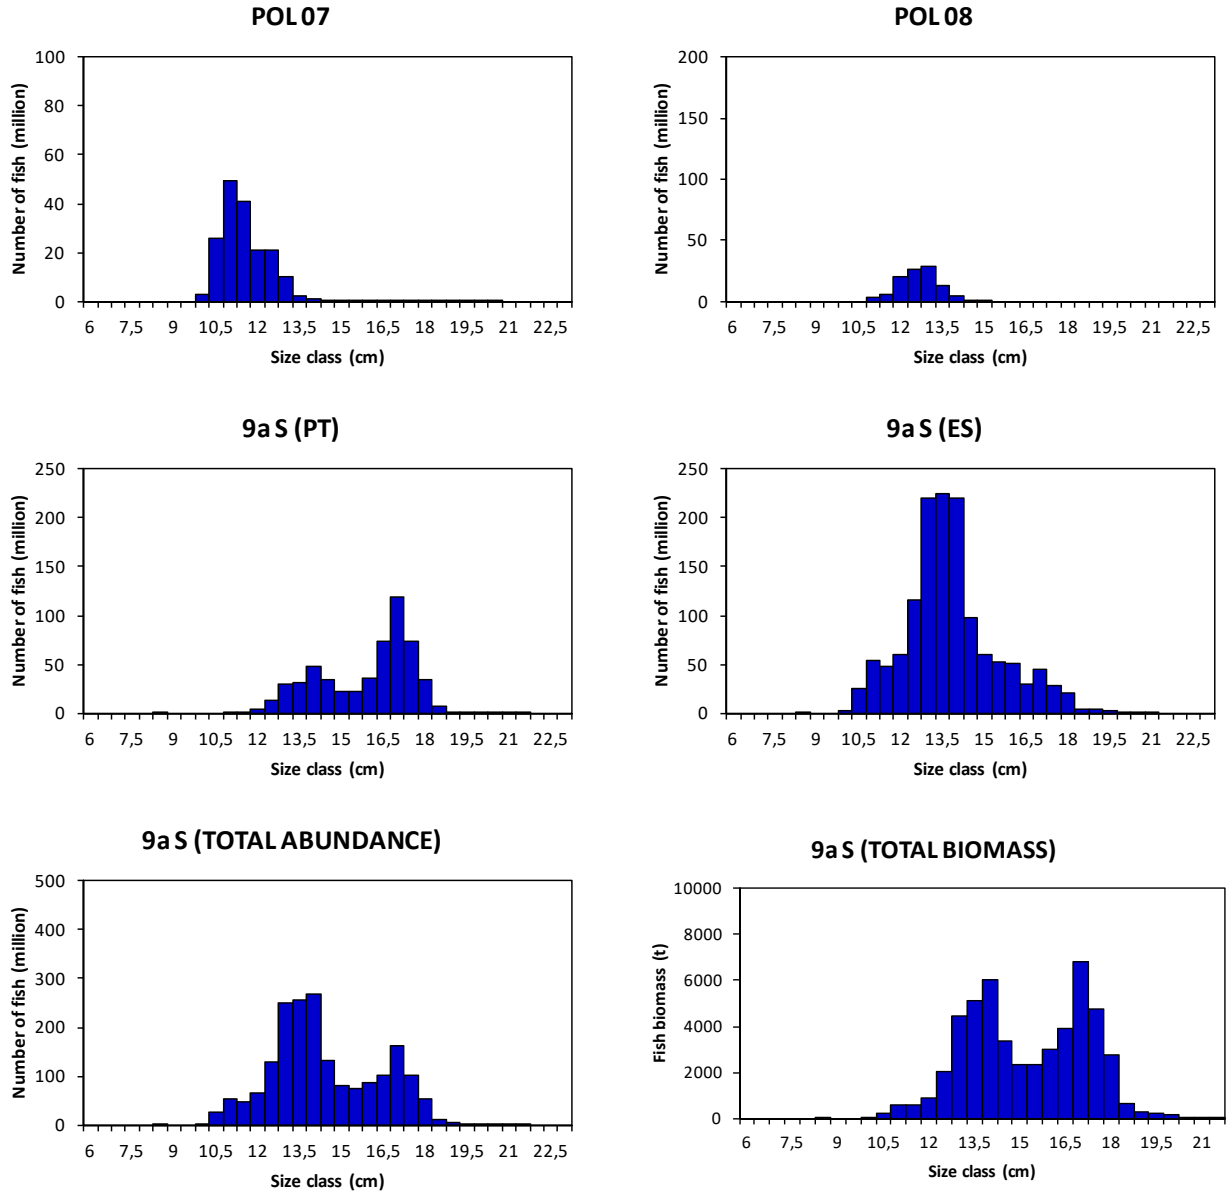 POL 07
100
80
60
40
20
0
Number of fish (million)
6 7,5 9 10,5 12 13,5 15 16,5 18 19,5 21 22,5
Size class (cm)
POL 08
200
150
100
50
0
Number of fish (million)
6 7,5 9 10,5 12 13,5 15 16,5 18 19,5 21 22,5
Size class (cm)
9a S (PT)
250
200
150
100
50
0
Number of fish (million)
6 7,5 9 10,5 12 13,5 15 16,5 18 19,5 21 22,5
Size class (cm)
9a S (ES)
250
200
150
100
50
0
Number of fish (million)
6 7,5 9 10,5 12 13,5 15 16,5 18 19,5 21 22,5
Size class (cm)
9a S (TOTAL ABUNDANCE)
500
400
300
200
100
0
Number of fish (million)
6 7,5 9 10,5 12 13,5 15 16,5 18 19,5 21 22,5
Size class (cm)
9a S (TOTAL BIOMASS)
10000
8000
6000
4000
2000
0
Fish biomass (t)
6 7,5 9 10,5 12 13,5 15 16,5 18 19,5 21
Size class (cm)